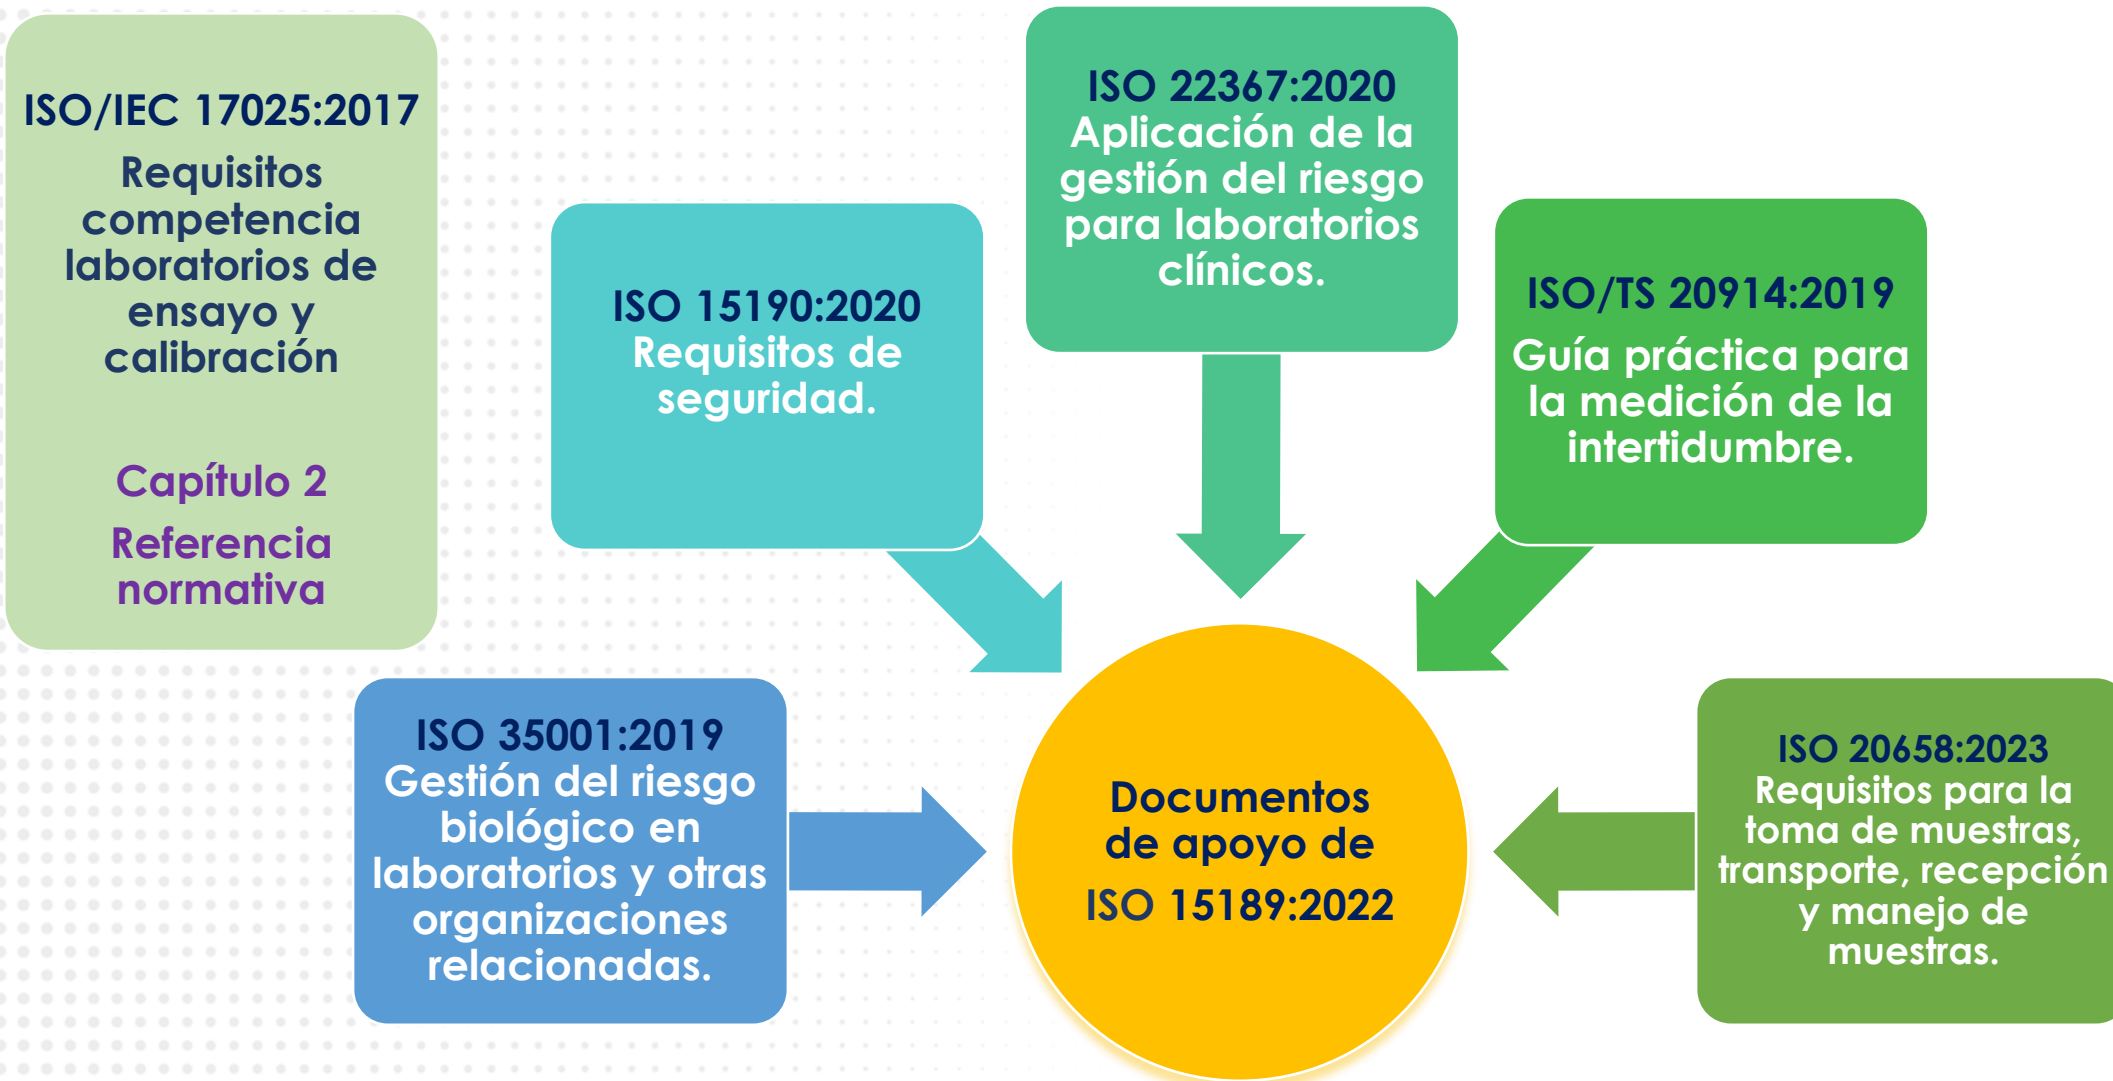 ISO/IEC 17025:2017
Requisitos
competencia
laboratorios de
ensayo y
calibración
Capítulo 2
Referencia
normativa
ISO 35001:2019
Gestión del riesgo
biológico en
laboratorios y otras
organizaciones
relacionadas.
ISO 15190:2020
Requisitos de
seguridad.
ISO 22367:2020
Aplicación de la
gestión del riesgo
para laboratorios
clínicos.
ISO/TS 20914:2019
Guía práctica para
la medición de la
intertidumbre.
ISO 20658:2023
Requisitos para la
toma de muestras,
transporte, recepción
y manejo de
muestras.
Documentos
de apoyo de
ISO 15189:2022